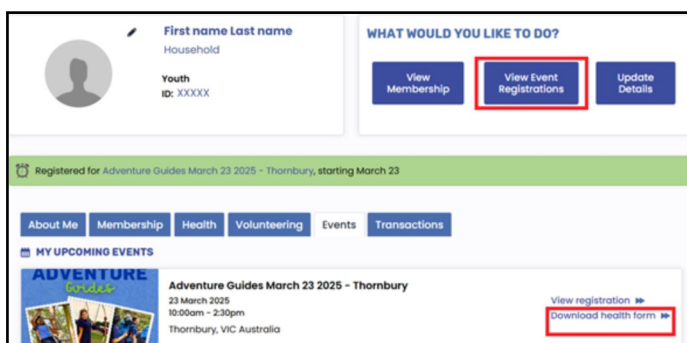 First name Last name
Household
Youth
ID: XXXXX
WHAT WOULD YOU LIKE TO DO?
View Membership
View Event Registrations
Update Details
Registered for Adventure Guides March 23 2025 - Thornbury, starting March 23
About Me
Membership
Health
Volunteering
Events
Transactions
MY UPCOMING EVENTS
ADVENTURE
Guides
Adventure Guides March 23 2025 - Thornbury
23 March 2025
10:00am - 2:30pm
Thornbury, VIC Australia
View registration
Download health form